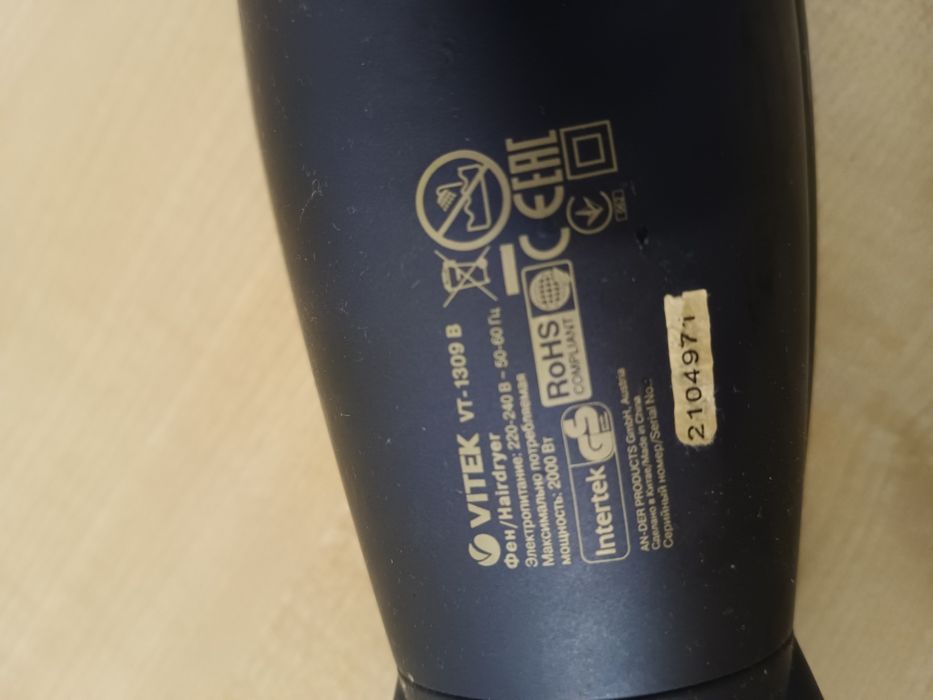 VITEK VT-1309 B
Фен/Hairdryer
Электропитание: 220-240 В ~ 50-60 Гц
Максимально потребляемая
мощность: 2000 Вт
Intertek
GS
RoHS
COMPLIANT
CE
EAC
AN-DER PRODUCTS GmbH, Austria
Сделано в Китае/Made in China
Серийный номер/Serial No.:
2104971